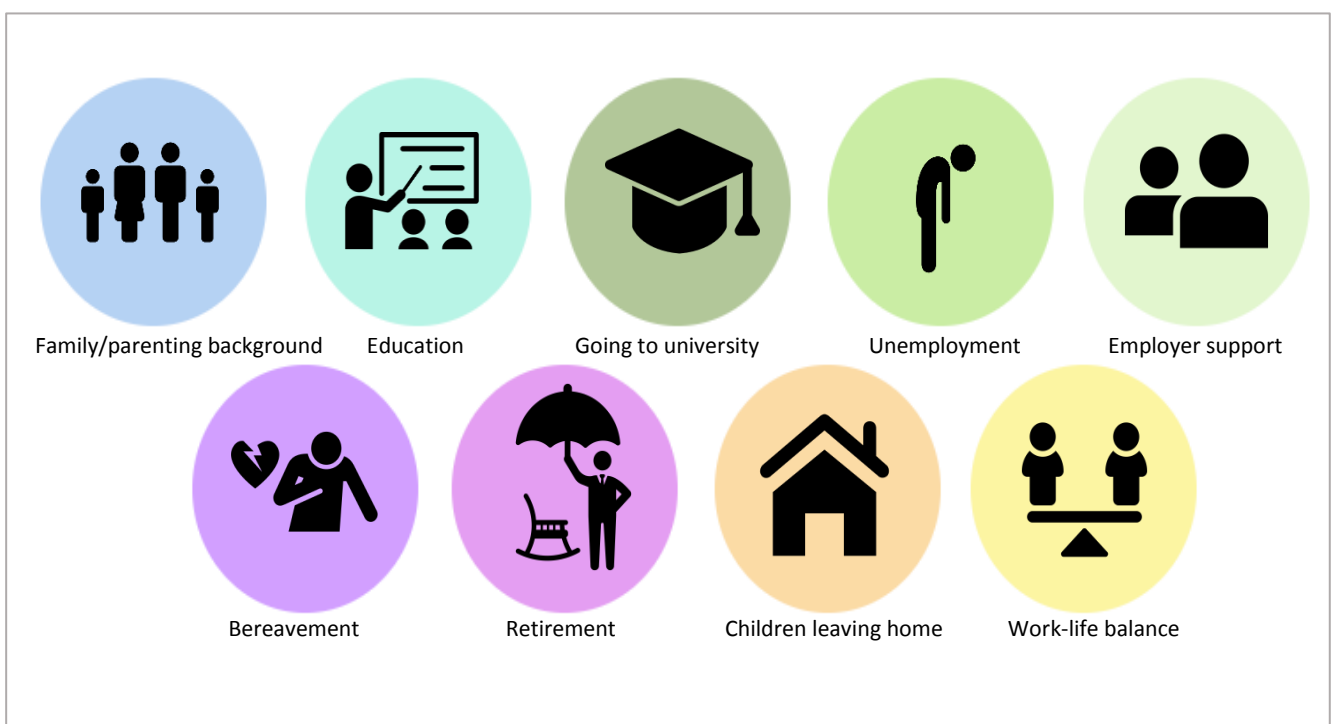 Family/parenting background
Education
Going to university
Unemployment
Employer support
Bereavement
Retirement
Children leaving home
Work-life balance